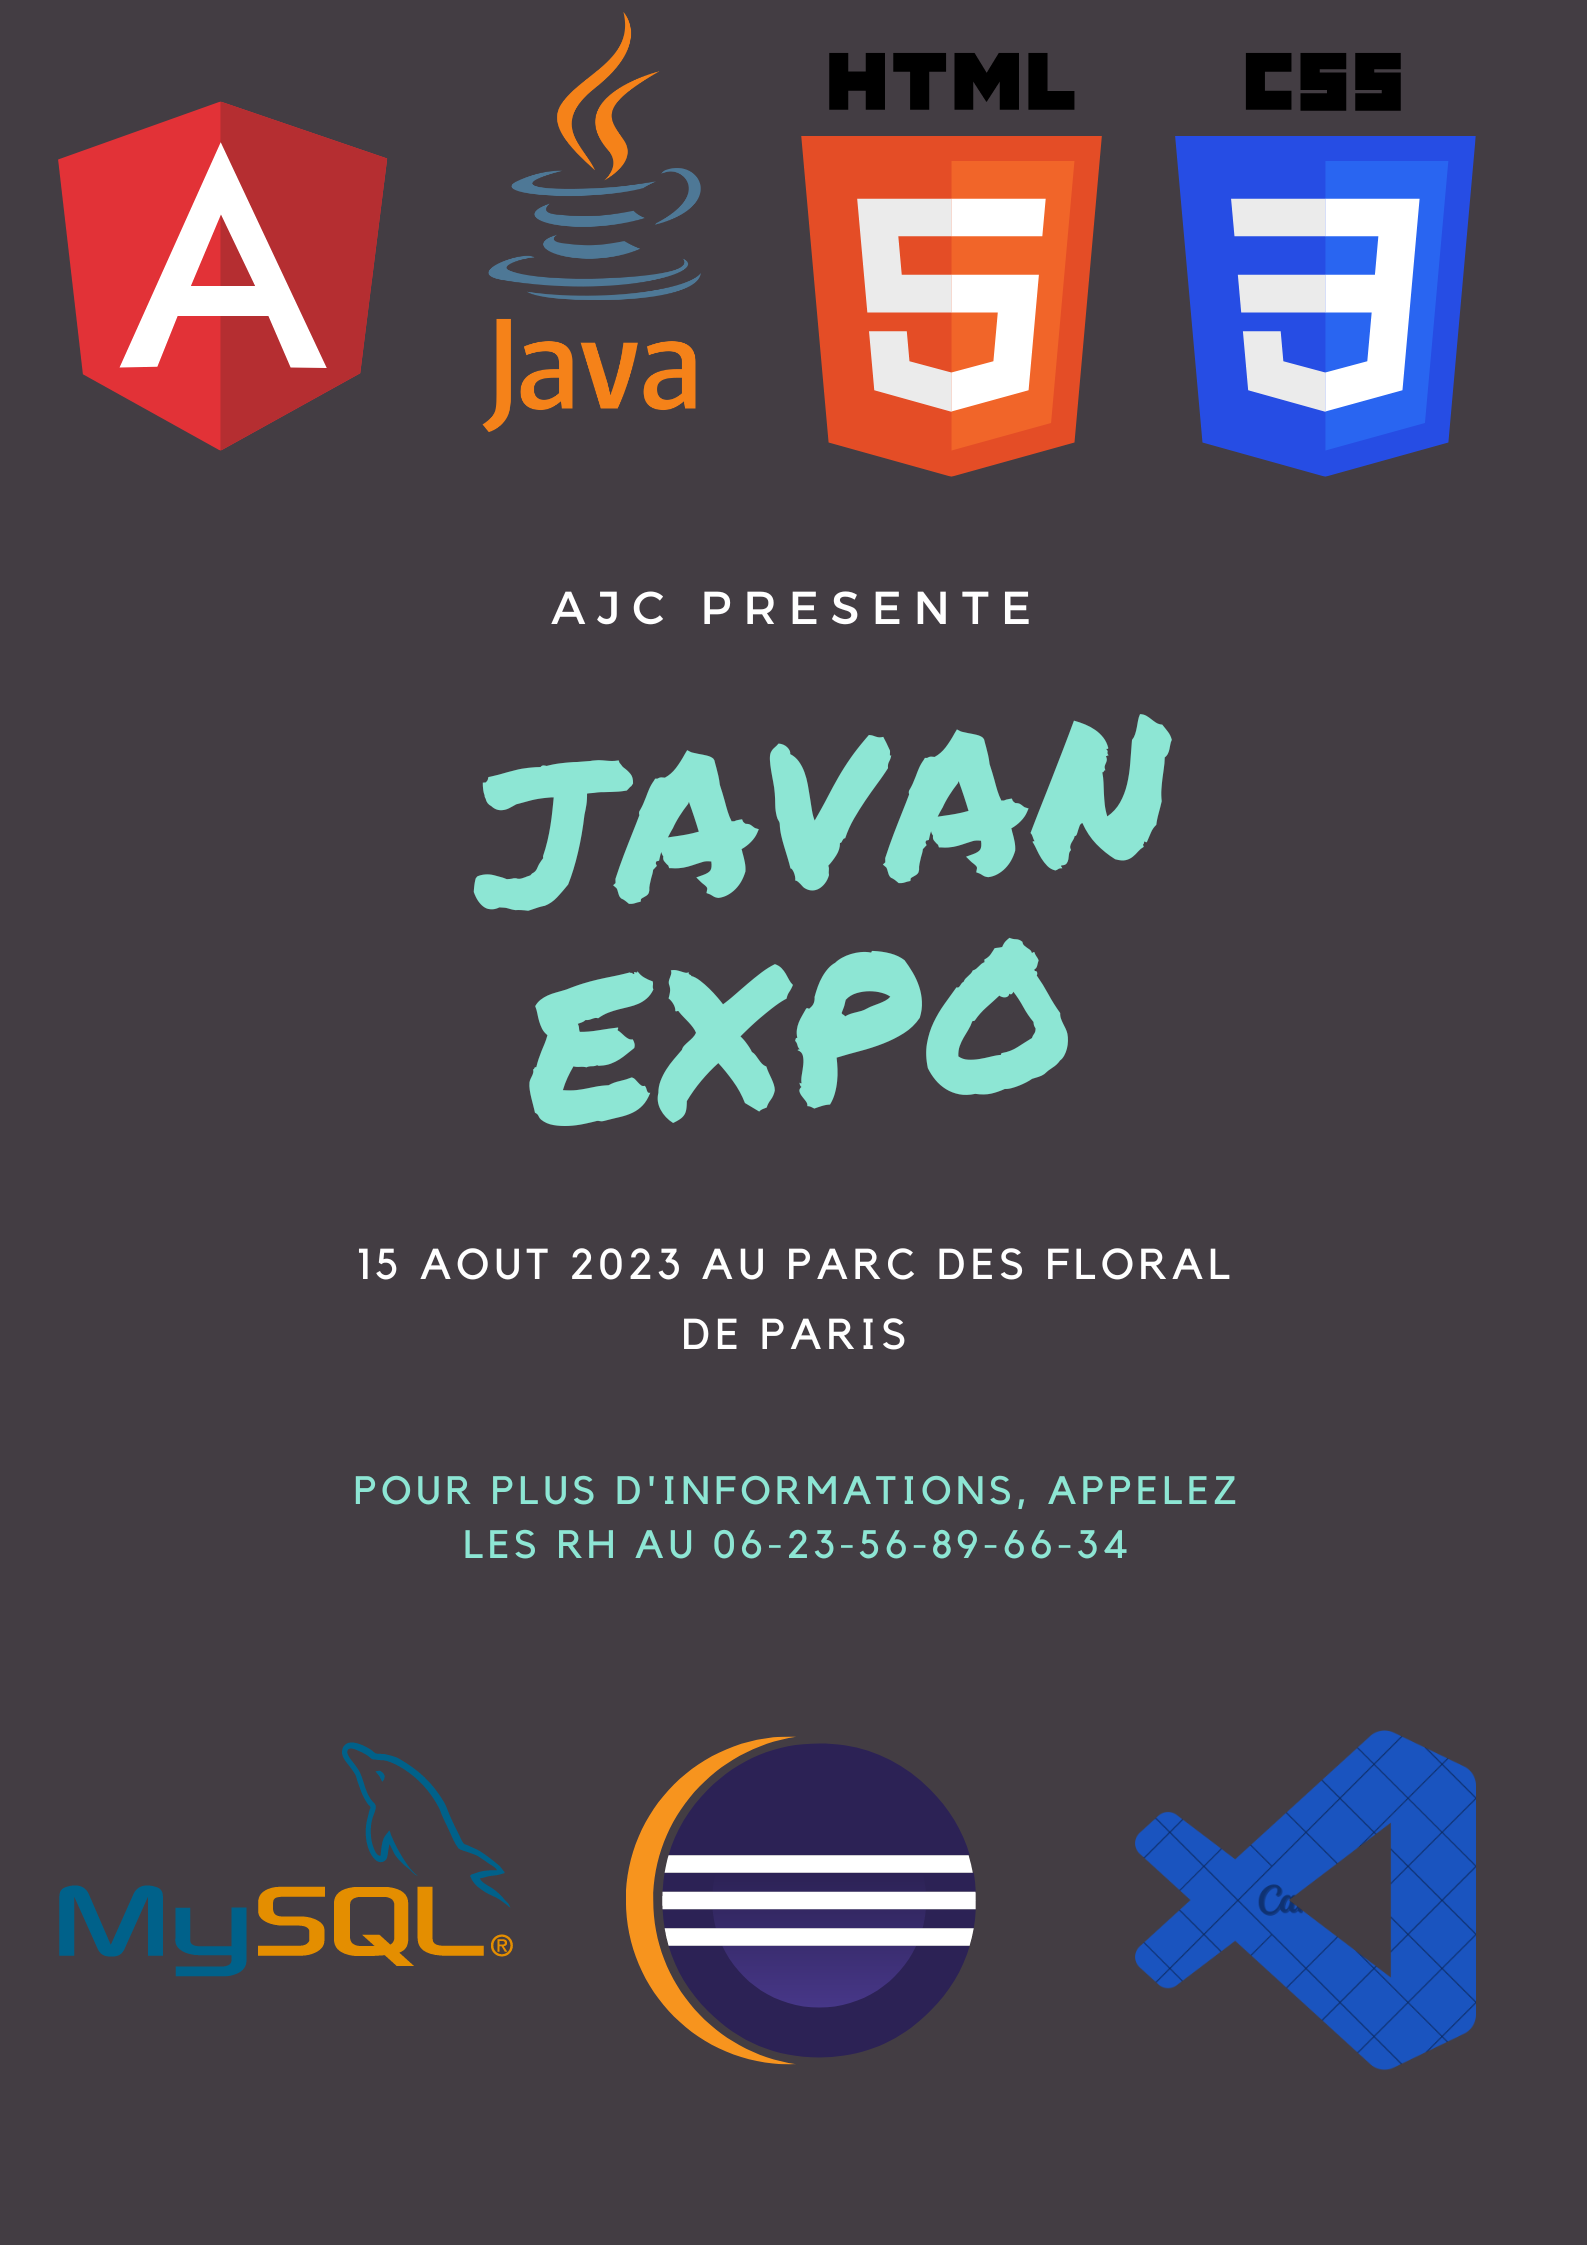 HTML
CSS
Java
AJC PRESENTE
JAVAN
EXPO
15 AOUT 2023 AU PARC DES FLORAL
DE PARIS
POUR PLUS D'INFORMATIONS, APPELEZ
LES RH AU 06-23-56-89-66-34
MySQL®